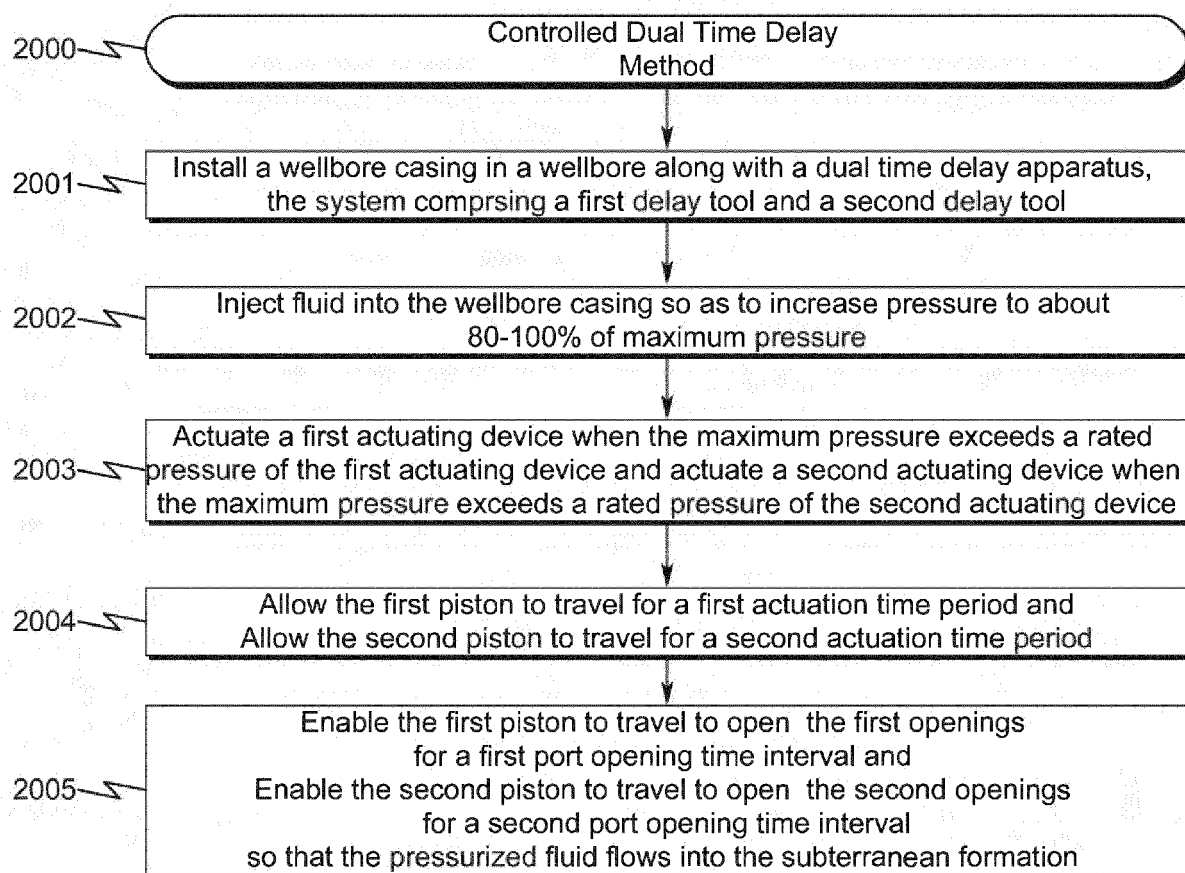 2000
Controlled Dual Time Delay
Method
2001
Install a wellbore casing in a wellbore along with a dual time delay apparatus,
the system comprsing a first delay tool and a second delay tool
2002
Inject fluid into the wellbore casing so as to increase pressure to about
80-100% of maximum pressure
2003
Actuate a first actuating device when the maximum pressure exceeds a rated
pressure of the first actuating device and actuate a second actuating device when
the maximum pressure exceeds a rated pressure of the second actuating device
2004
Allow the first piston to travel for a first actuation time period and
Allow the second piston to travel for a second actuation time period
2005
Enable the first piston to travel to open the first openings
for a first port opening time interval and
Enable the second piston to travel to open the second openings
for a second port opening time interval
so that the pressurized fluid flows into the subterranean formation